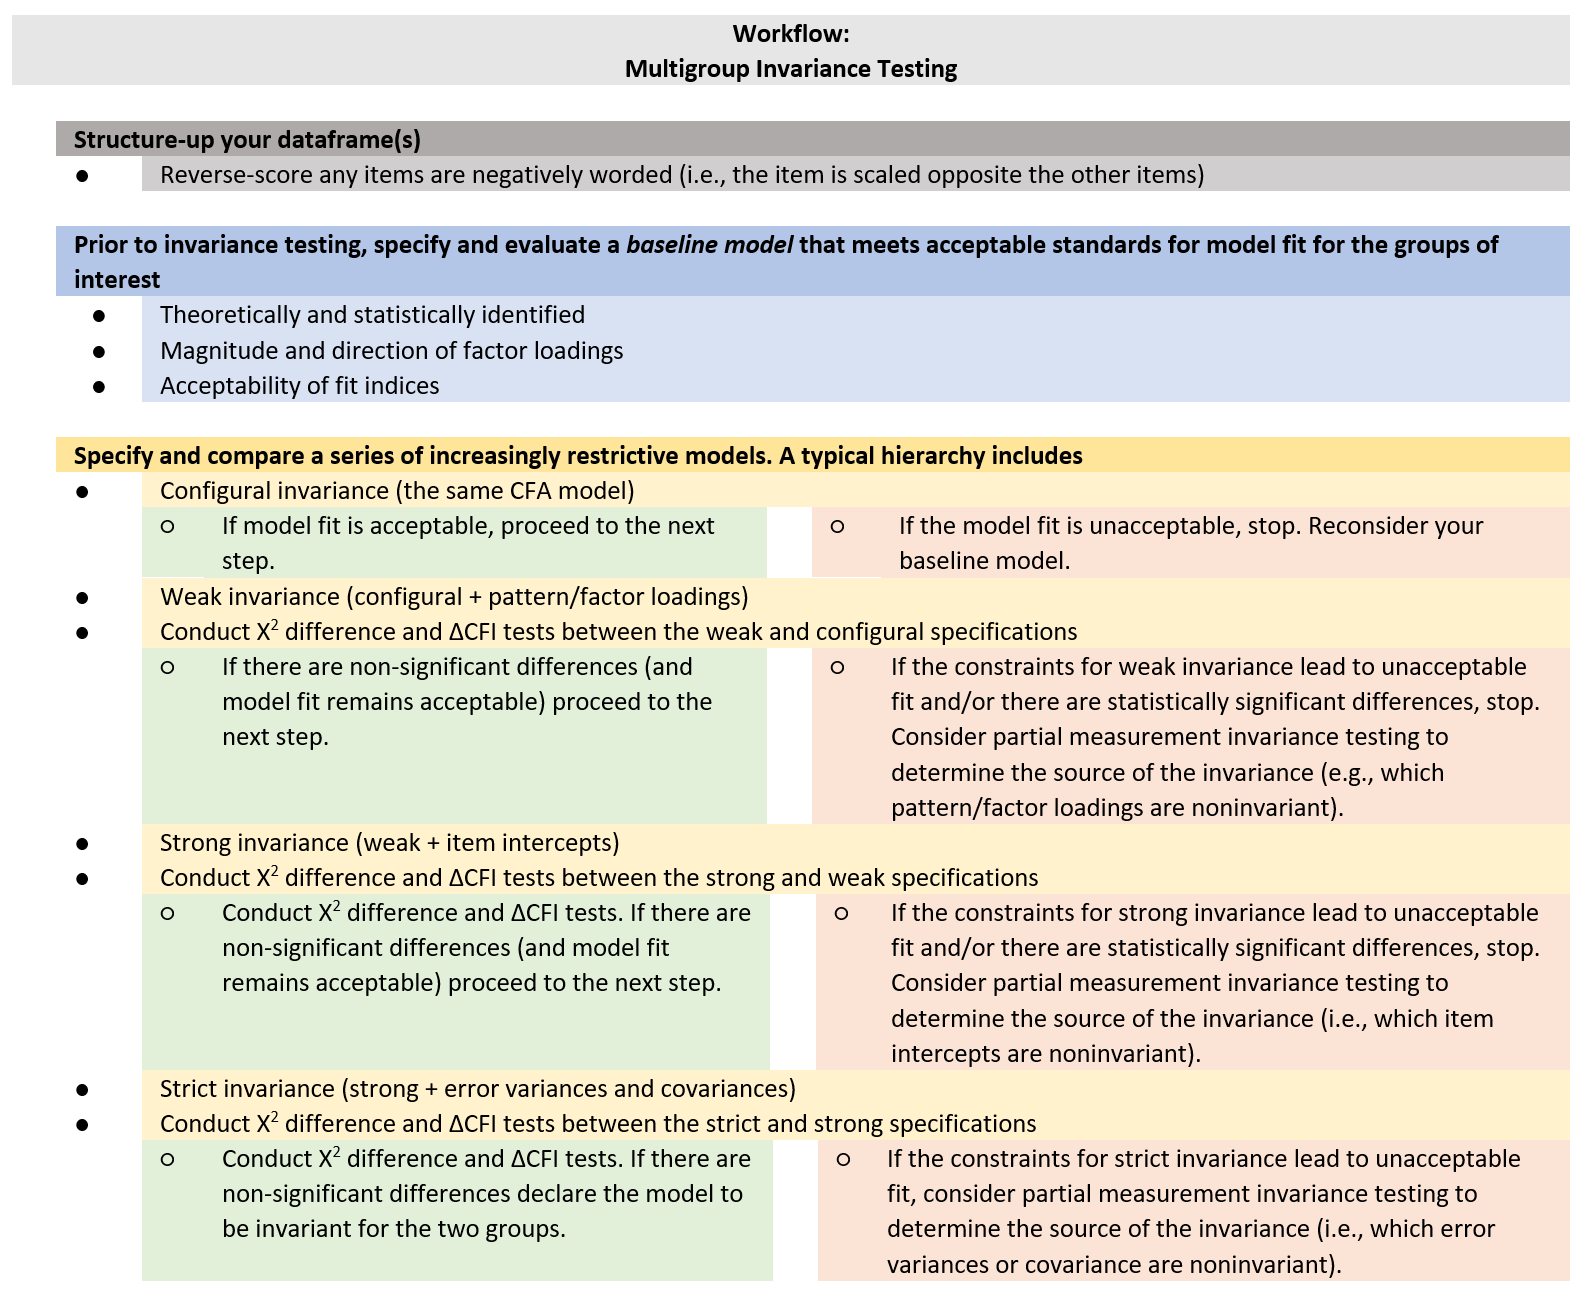 Workflow:
Multigroup Invariance Testing
Structure-up your dataframe(s)
● Reverse-score any items are negatively worded (i.e., the item is scaled opposite the other items)
Prior to invariance testing, specify and evaluate a baseline model that meets acceptable standards for model fit for the groups of
interest
● Theoretically and statistically identified
● Magnitude and direction of factor loadings
● Acceptability of fit indices
Specify and compare a series of increasingly restrictive models. A typical hierarchy includes
● Configural invariance (the same CFA model)
○ If model fit is acceptable, proceed to the next
step.
○ If the model fit is unacceptable, stop. Reconsider your
baseline model.
● Weak invariance (configural + pattern/factor loadings)
● Conduct X² difference and ΔCFI tests between the weak and configural specifications
○ If there are non-significant differences (and
model fit remains acceptable) proceed to the
next step.
○ If the constraints for weak invariance lead to unacceptable
fit and/or there are statistically significant differences, stop.
Consider partial measurement invariance testing to
determine the source of the invariance (e.g., which
pattern/factor loadings are noninvariant).
● Strong invariance (weak + item intercepts)
● Conduct X² difference and ΔCFI tests between the strong and weak specifications
○ Conduct X² difference and ΔCFI tests. If there are
non-significant differences (and model fit
remains acceptable) proceed to the next step.
○ If the constraints for strong invariance lead to unacceptable
fit and/or there are statistically significant differences, stop.
Consider partial measurement invariance testing to
determine the source of the invariance (i.e., which item
intercepts are noninvariant).
● Strict invariance (strong + error variances and covariances)
● Conduct X² difference and ΔCFI tests between the strict and strong specifications
○ Conduct X² difference and ΔCFI tests. If there are
non-significant differences declare the model to
be invariant for the two groups.
○ If the constraints for strict invariance lead to unacceptable
fit, consider partial measurement invariance testing to
determine the source of the invariance (i.e., which error
variances or covariance are noninvariant).